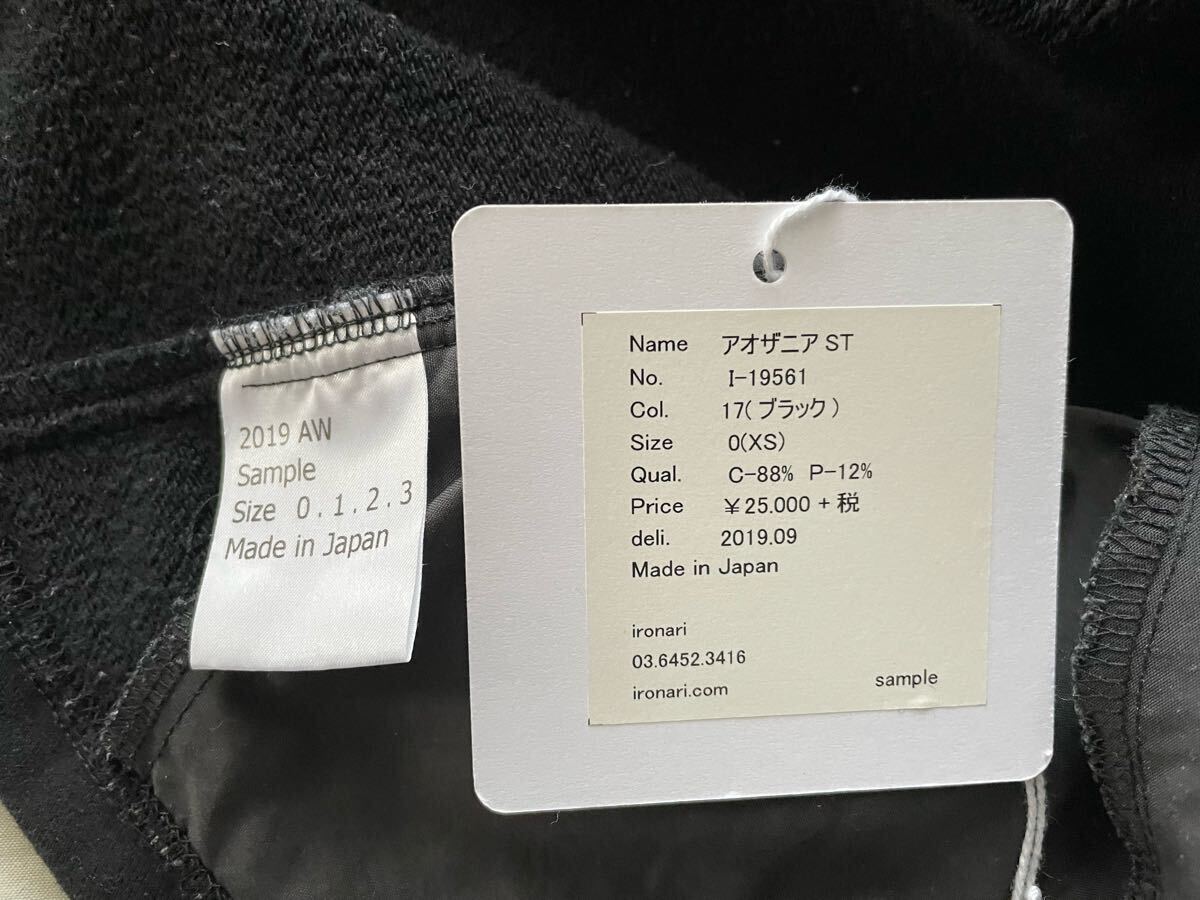 2019 AW
Sample
Size 0.1.2.3
Made in Japan
Name アオザニア ST
No. I-19561
Col. 17(ブラック)
Size 0(XS)
Qual. C-88% P-12%
Price ¥25.000+税
deli. 2019.09
Made in Japan
ironari
03.6452.3416
ironari.com
sample